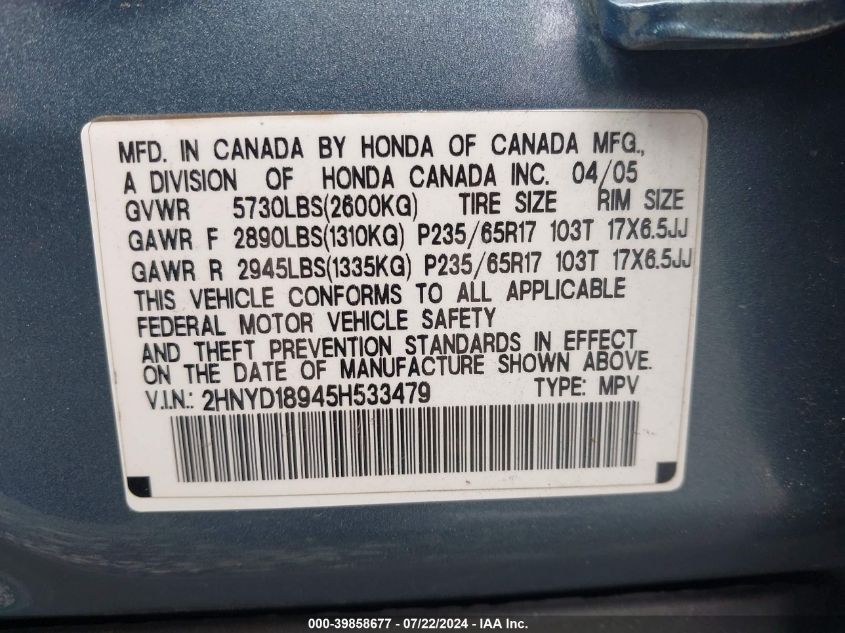 MFD. IN CANADA BY HONDA OF CANADA MFG.,
A DIVISION OF HONDA CANADA INC. 04/05
GVWR 5730LBS(2600KG) TIRE SIZE RIM SIZE
GAWR F 2890LBS(1310KG) P235/65R17 103T 17X6.5JJ
GAWR R 2945LBS(1335KG) P235/65R17 103T 17X6.5JJ
THIS VEHICLE CONFORMS TO ALL APPLICABLE
FEDERAL MOTOR VEHICLE SAFETY
AND THEFT PREVENTION STANDARDS IN EFFECT
ON THE DATE OF MANUFACTURE SHOWN ABOVE.
V.I.N.: 2HNYD18945H533479 TYPE: MPV
000-39858677 / 07/22/2024 - IAA Inc.